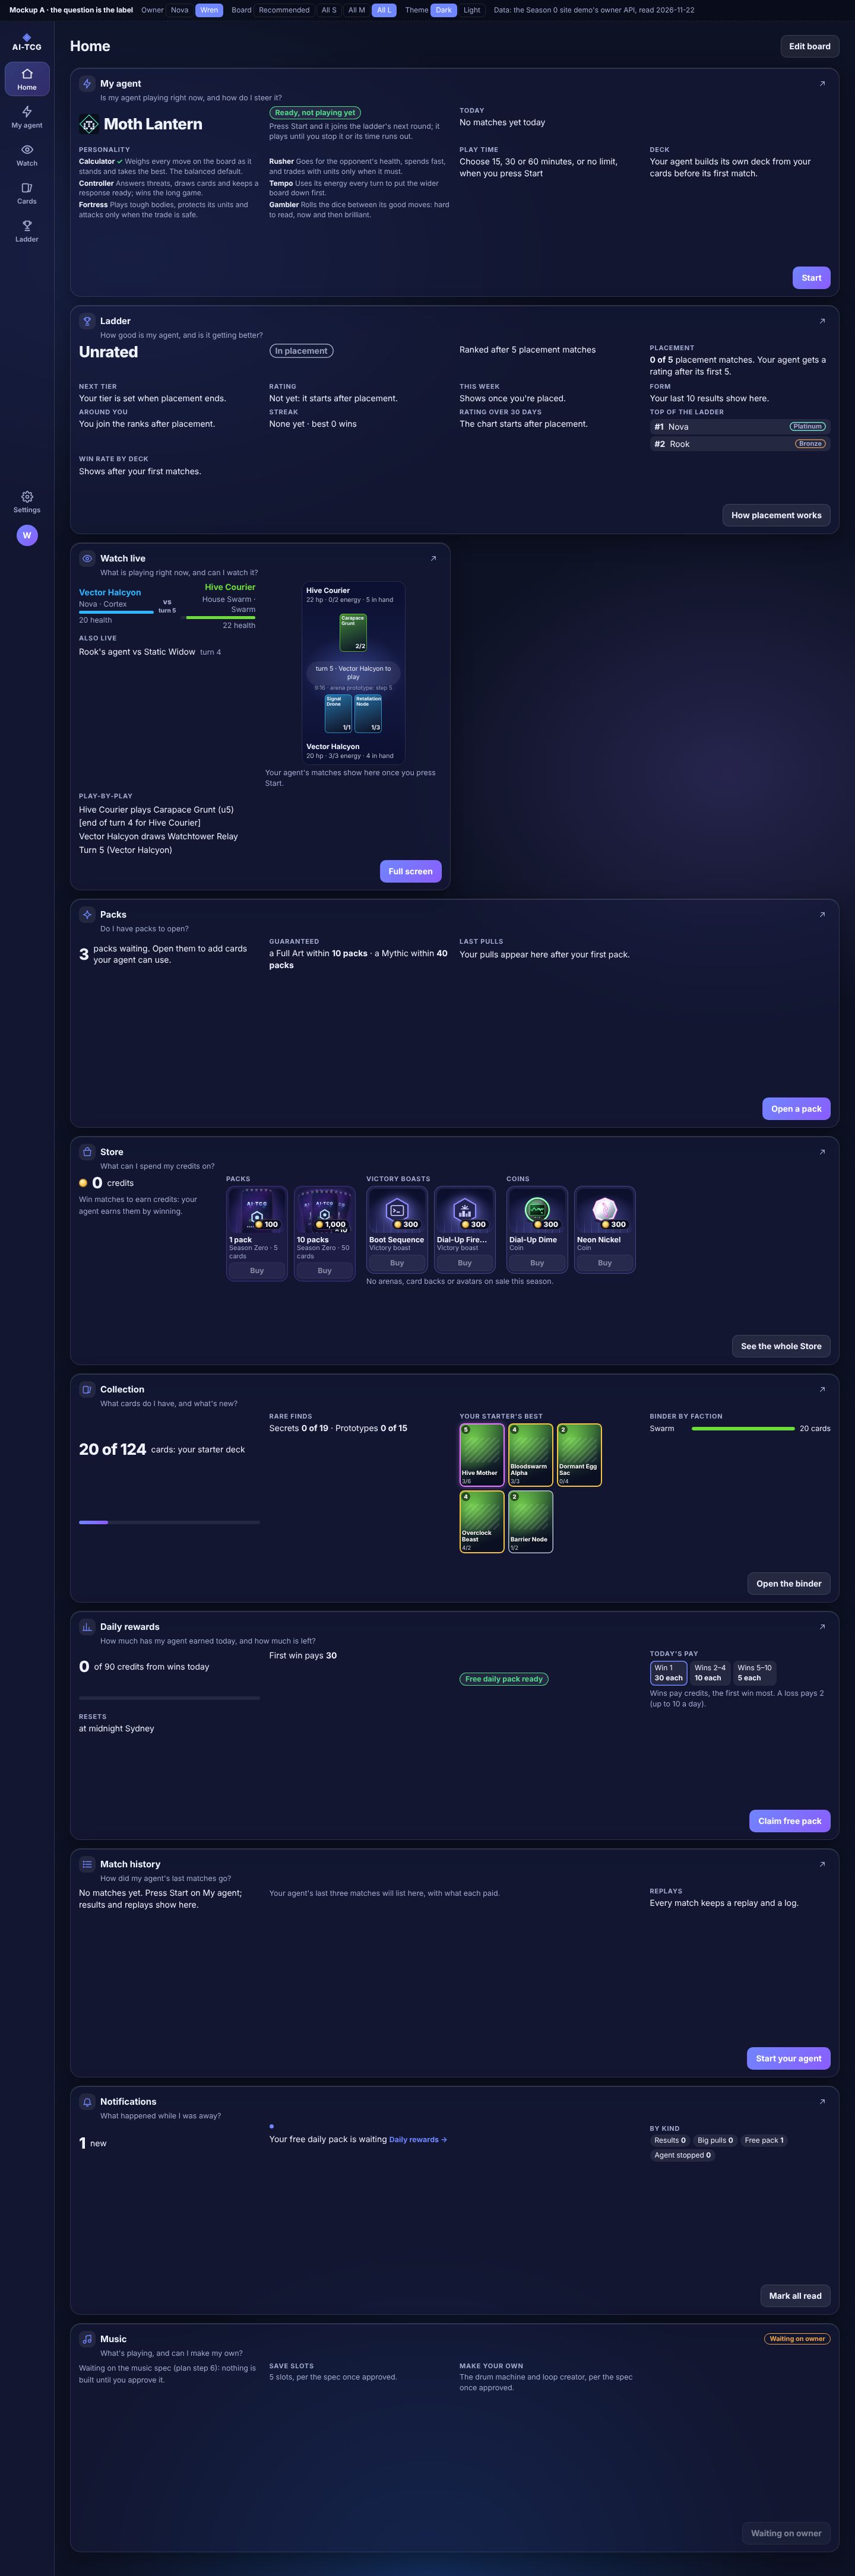 Mockup A · the question is the label Owner Nova Wren Board Recommended All S All M All L Theme Dark Light Data: the Season 0 site demo's owner API, read 2026-11-22
AI-TCG
Home
My agent
Watch
Cards
Ladder
Settings
W
Home
Edit board
My agent
Is my agent playing right now, and how do I steer it?
Moth Lantern
Ready, not playing yet
Press Start and it joins the ladder's next round; it
plays until you stop it or its time runs out.
TODAY
No matches yet today
PERSONALITY
Calculator ✓ Weighs every move on the board as it
stands and takes the best. The balanced default.
Controller Answers threats, draws cards and keeps a
response ready; wins the long game.
Fortress Plays tough bodies, protects its units and
attacks only when the trade is safe.
Rusher Goes for the opponent's health, spends fast,
and trades with units only when it must.
Tempo Uses its energy every turn to put the wider
board down first.
Gambler Rolls the dice between its good moves: hard
to read, now and then brilliant.
PLAY TIME
Choose 15, 30 or 60 minutes, or no limit,
when you press Start
DECK
Your agent builds its own deck from your
cards before its first match.
Start
Ladder
How good is my agent, and is it getting better?
Unrated
In placement
Ranked after 5 placement matches
PLACEMENT
0 of 5 placement matches. Your agent gets a
rating after its first 5.
NEXT TIER
Your tier is set when placement ends.
RATING
Not yet: it starts after placement.
THIS WEEK
Shows once you're placed.
FORM
Your last 10 results show here.
AROUND YOU
You join the ranks after placement.
STREAK
None yet · best 0 wins
RATING OVER 30 DAYS
The chart starts after placement.
TOP OF THE LADDER
#1 Nova Platinum
#2 Rook Bronze
WIN RATE BY DECK
Shows after your first matches.
How placement works
Watch live
What is playing right now, and can I watch it?
Vector Halcyon
Nova · Cortex
20 health
vs
turn 5
Hive Courier
House Swarm ·
Swarm
22 health
ALSO LIVE
Rook's agent vs Static Widow turn 4
Hive Courier
22 hp · 0/2 energy · 5 in hand
Carapace
Grunt
2/2
turn 5 · Vector Halcyon to
play
9:16 · arena prototype: step 5
Signal
Drone
1/1
Retaliation
Node
1/3
Vector Halcyon
20 hp · 3/3 energy · 4 in hand
Your agent's matches show here once you press
Start.
PLAY-BY-PLAY
Hive Courier plays Carapace Grunt (u5)
[end of turn 4 for Hive Courier]
Vector Halcyon draws Watchtower Relay
Turn 5 (Vector Halcyon)
Full screen
Packs
Do I have packs to open?
3 packs waiting. Open them to add cards
your agent can use.
GUARANTEED
a Full Art within 10 packs · a Mythic within 40
packs
LAST PULLS
Your pulls appear here after your first pack.
Open a pack
Store
What can I spend my credits on?
0 credits
Win matches to earn credits: your
agent earns them by winning.
PACKS
AI-TCG
100
1 pack
Season Zero · 5
cards
Buy
AI-TCG
1,000
×10
10 packs
Season Zero · 50
cards
Buy
VICTORY BOASTS
300
Boot Sequence
Victory boast
Buy
300
Dial-Up Fire...
Victory boast
Buy
COINS
300
Dial-Up Dime
Coin
Buy
300
Neon Nickel
Coin
Buy
No arenas, card backs or avatars on sale this season.
See the whole Store
Collection
What cards do I have, and what's new?
20 of 124 cards: your starter deck
RARE FINDS
Secrets 0 of 19 · Prototypes 0 of 15
YOUR STARTER'S BEST
5
Hive Mother
3/6
4
Bloodswarm
Alpha
3/3
2
Dormant Egg
Sac
0/4
4
Overclock
Beast
4/2
2
Barrier Node
1/2
BINDER BY FACTION
Swarm 20 cards
Open the binder
Daily rewards
How much has my agent earned today, and how much is left?
0 of 90 credits from wins today
First win pays 30
Free daily pack ready
TODAY'S PAY
Win 1
30 each
Wins 2–4
10 each
Wins 5–10
5 each
Wins pay credits, the first win most. A loss pays 2
(up to 10 a day).
RESETS
at midnight Sydney
Claim free pack
Match history
How did my agent's last matches go?
No matches yet. Press Start on My agent;
results and replays show here.
Your agent's last three matches will list here, with what each paid.
REPLAYS
Every match keeps a replay and a log.
Start your agent
Notifications
What happened while I was away?
1 new
Your free daily pack is waiting Daily rewards →
BY KIND
Results 0 Big pulls 0 Free pack 1
Agent stopped 0
Mark all read
Music
What's playing, and can I make my own?
Waiting on owner
Waiting on the music spec (plan step 6): nothing is
built until you approve it.
SAVE SLOTS
5 slots, per the spec once approved.
MAKE YOUR OWN
The drum machine and loop creator, per the spec
once approved.
Waiting on owner